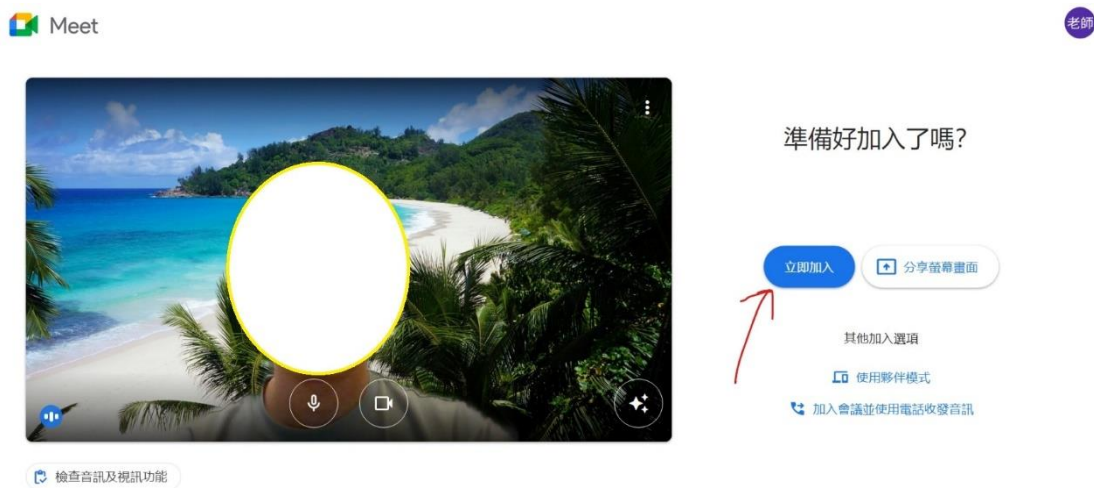 Meet
老師
準備好加入了嗎?
立即加入
分享螢幕畫面
其他加入選項
使用夥伴模式
加入會議並使用電話收發音訊
檢查音訊及視訊功能